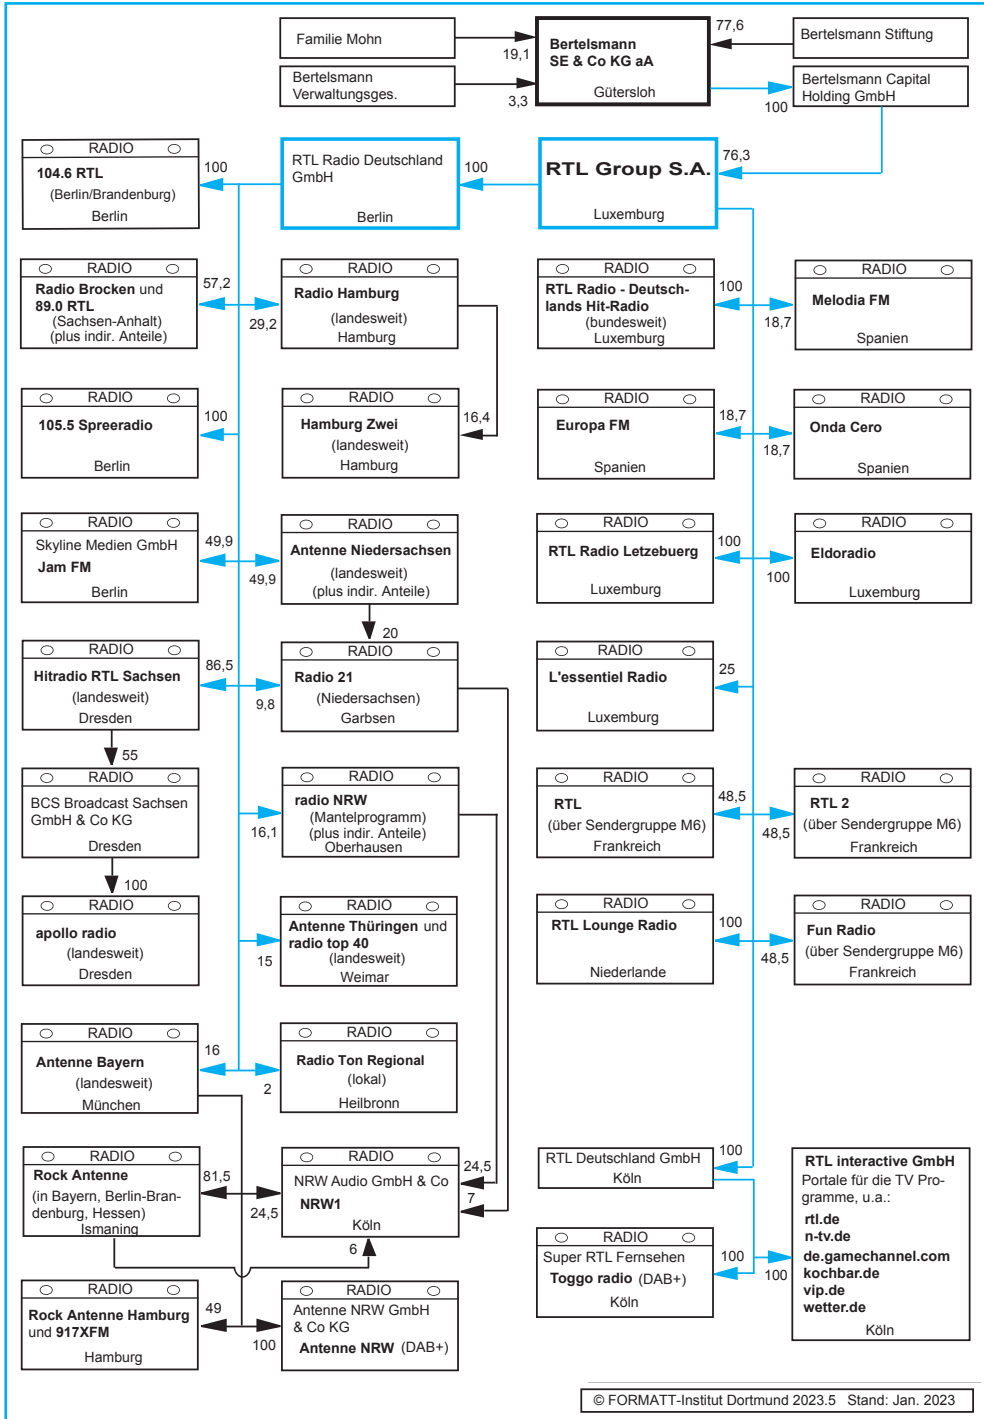 Familie Mohn
19,1
Bertelsmann
Verwaltungsges.
3,3
Bertelsmann
SE & Co KG aA
Gütersloh
77,6
Bertelsmann Stiftung
100
Bertelsmann Capital
Holding GmbH
76,3
RTL Group S.A.
Luxemburg
100
RTL Radio Deutschland
GmbH
Berlin
100
RADIO
104.6 RTL
(Berlin/Brandenburg)
Berlin
RADIO
Radio Brocken und
89.0 RTL
(Sachsen-Anhalt)
(plus indir. Anteile)
57,2
29,2
RADIO
Radio Hamburg
(landesweit)
Hamburg
RADIO
RTL Radio - Deutsch-
lands Hit-Radio
(bundesweit)
Luxemburg
100
18,7
RADIO
Melodia FM
Spanien
RADIO
105.5 Spreeradio
Berlin
100
RADIO
Hamburg Zwei
(landesweit)
Hamburg
16,4
RADIO
Europa FM
Spanien
18,7
18,7
RADIO
Onda Cero
Spanien
RADIO
Skyline Medien GmbH
Jam FM
Berlin
49,9
49,9
RADIO
Antenne Niedersachsen
(landesweit)
(plus indir. Anteile)
20
RADIO
RTL Radio Letzebuerg
Luxemburg
100
100
RADIO
Eldoradio
Luxemburg
RADIO
Hitradio RTL Sachsen
(landesweit)
Dresden
86,5
9,8
55
RADIO
Radio 21
(Niedersachsen)
Garbsen
RADIO
L'essentiel Radio
Luxemburg
25
RADIO
BCS Broadcast Sachsen
GmbH & Co KG
Dresden
100
16,1
RADIO
radio NRW
(Mantelprogramm)
(plus indir. Anteile)
Oberhausen
RADIO
RTL
(über Sendergruppe M6)
Frankreich
48,5
48,5
RADIO
RTL 2
(über Sendergruppe M6)
Frankreich
RADIO
apollo radio
(landesweit)
Dresden
15
RADIO
Antenne Thüringen und
radio top 40
(landesweit)
Weimar
RADIO
RTL Lounge Radio
Niederlande
100
48,5
RADIO
Fun Radio
(über Sendergruppe M6)
Frankreich
RADIO
Antenne Bayern
(landesweit)
München
16
2
RADIO
Radio Ton Regional
(lokal)
Heilbronn
RADIO
Rock Antenne
(in Bayern, Berlin-Bran-
denburg, Hessen)
Ismaning
81,5
24,5
RADIO
NRW Audio GmbH & Co
NRW1
Köln
24,5
7
6
RTL Deutschland GmbH
Köln
100
RADIO
Super RTL Fernsehen
Toggo radio (DAB+)
Köln
100
100
RTL interactive GmbH
Portale für die TV Pro-
gramme, u.a.:
rtl.de
n-tv.de
de.gamechannel.com
kochbar.de
vip.de
wetter.de
Köln
RADIO
Rock Antenne Hamburg
und 917XFM
Hamburg
49
100
RADIO
Antenne NRW GmbH
& Co KG
Antenne NRW (DAB+)
© FORMATT-Institut Dortmund 2023.5 Stand: Jan. 2023